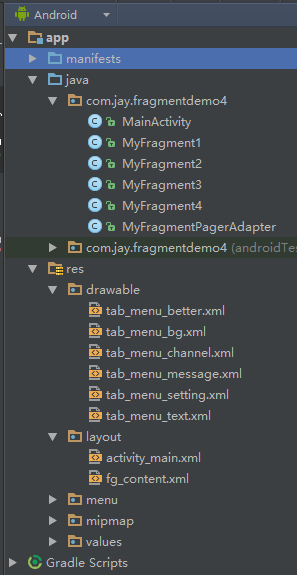 Android
app
manifests
java
com.jay.fragmentdemo4
MainActivity
MyFragment1
MyFragment2
MyFragment3
MyFragment4
MyFragmentPagerAdapter
com.jay.fragmentdemo4 (androidTes
res
drawable
tab_menu_better.xml
tab_menu_bg.xml
tab_menu_channel.xml
tab_menu_message.xml
tab_menu_setting.xml
tab_menu_text.xml
layout
activity_main.xml
fg_content.xml
menu
mipmap
values
Gradle Scripts